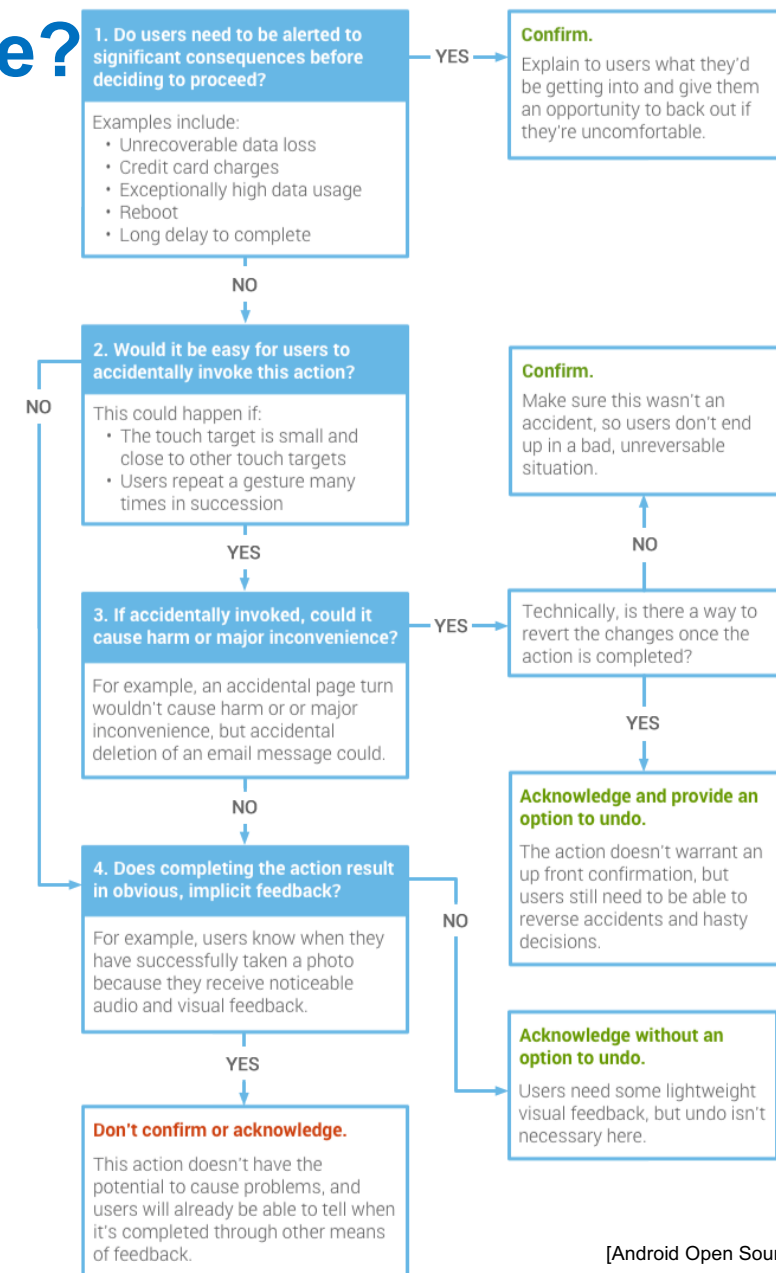 e?
1. Do users need to be alerted to
significant consequences before
deciding to proceed?
Examples include:
• Unrecoverable data loss
• Credit card charges
• Exceptionally high data usage
• Reboot
• Long delay to complete
YES
Confirm.
Explain to users what they'd
be getting into and give them
an opportunity to back out if
they're uncomfortable.
NO
2. Would it be easy for users to
accidentally invoke this action?
This could happen if:
• The touch target is small and
close to other touch targets
• Users repeat a gesture many
times in succession
NO
YES
Confirm.
Make sure this wasn't an
accident, so users don't end
up in a bad, unreversable
situation.
NO
3. If accidentally invoked, could it
cause harm or major inconvenience?
For example, an accidental page turn
wouldn't cause harm or or major
inconvenience, but accidental
deletion of an email message could.
YES
Technically, is there a way to
revert the changes once the
action is completed?
YES
NO
Acknowledge and provide an
option to undo.
The action doesn't warrant an
up front confirmation, but
users still need to be able to
reverse accidents and hasty
decisions.
4. Does completing the action result
in obvious, implicit feedback?
For example, users know when they
have successfully taken a photo
because they receive noticeable
audio and visual feedback.
NO
Acknowledge without an
option to undo.
Users need some lightweight
visual feedback, but undo isn't
necessary here.
YES
Don't confirm or acknowledge.
This action doesn't have the
potential to cause problems, and
users will already be able to tell when
it's completed through other means
of feedback.
[Android Open Sour